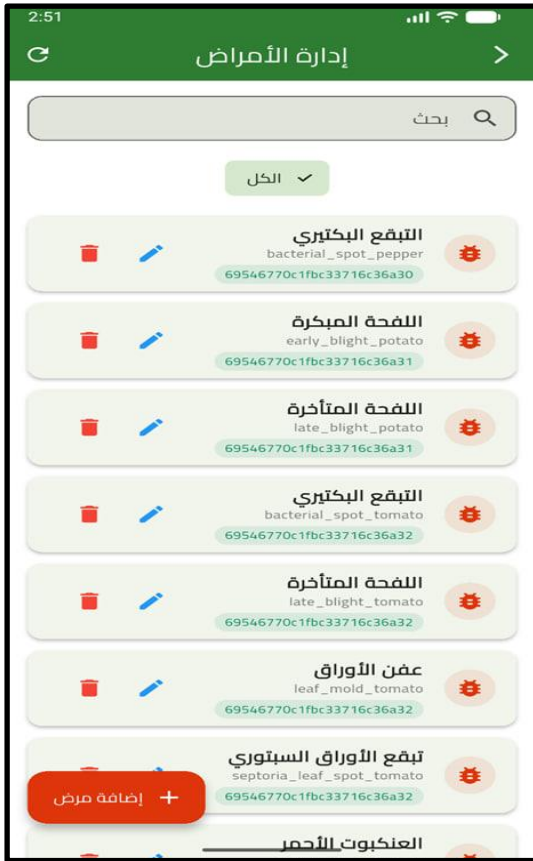 2:51
إدارة الأمراض
بحث
الكل
التبقع البكتيري
bacterial_spot_pepper
69546770c1fbc33716c36a30
اللفحة المبكرة
early_blight_potato
69546770c1fbc33716c36a31
اللفحة المتأخرة
late_blight_potato
69546770c1fbc33716c36a31
التبقع البكتيري
bacterial_spot_tomato
69546770c1fbc33716c36a32
اللفحة المتأخرة
late_blight_tomato
69546770c1fbc33716c36a32
عفن الأوراق
leaf_mold_tomato
69546770c1fbc33716c36a32
تبقع الأوراق السبتوري
septoria_leaf_spot_tomato
69546770c1fbc33716c36a32
إضافة مرض
العنكبوت الأحمر